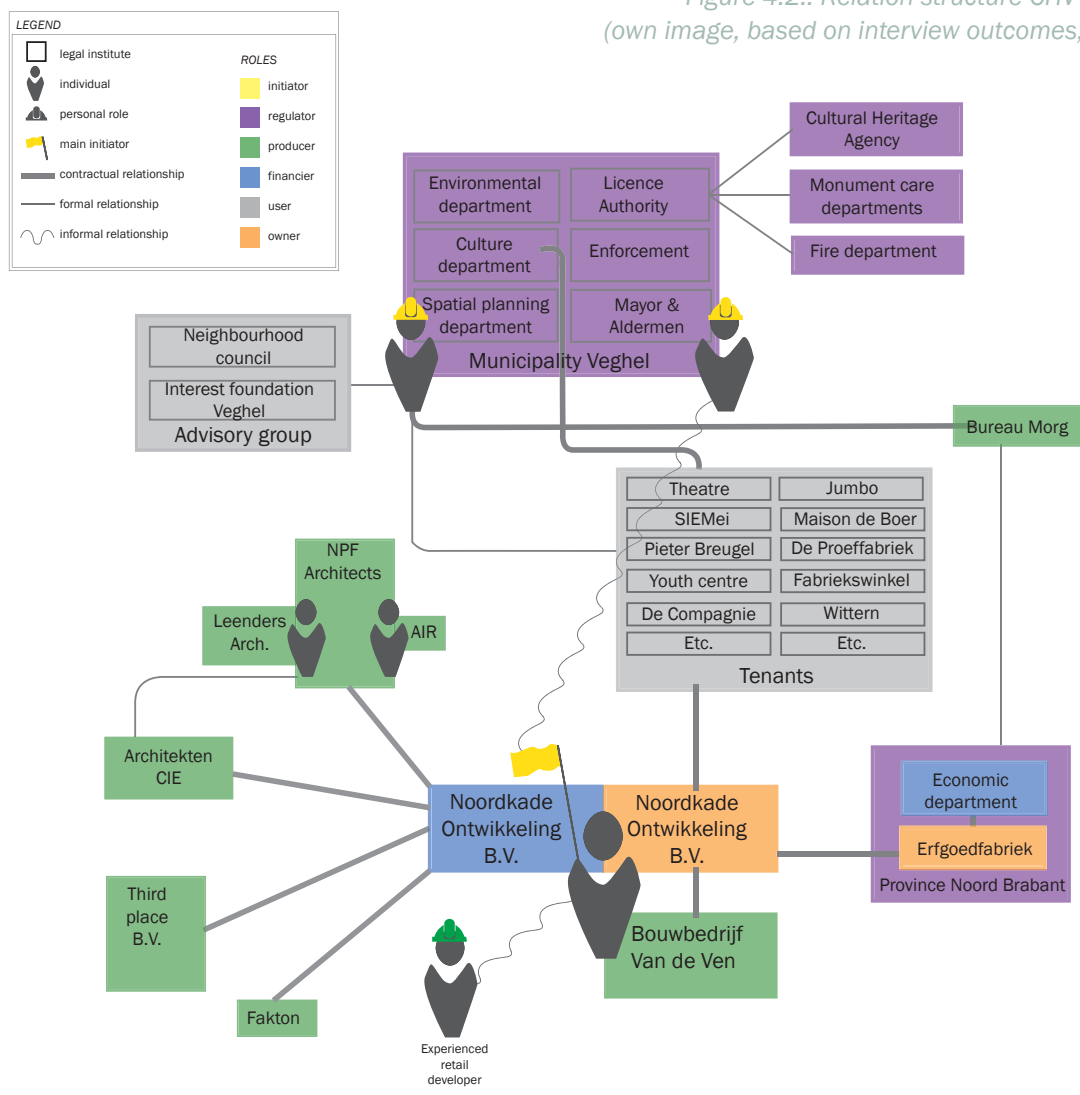 Figure 4.2.: Relation structure CHV
(own image, based on interview outcomes,
LEGEND
legal institute
individual
personal role
main initiator
contractual relationship
formal relationship
informal relationship
ROLES
initiator
regulator
producer
financier
user
owner
Cultural Heritage
Agency
Monument care
departments
Fire department
Environmental
department
Licence
Authority
Culture
department
Enforcement
Spatial planning
department
Mayor &
Aldermen
Municipality Veghel
Neighbourhood
council
Interest foundation
Veghel
Advisory group
Bureau Morg
Theatre
Jumbo
SIEMei
Maison de Boer
Pieter Breugel
De Proeffabriek
Youth centre
Fabriekswinkel
De Compagnie
Wittern
Etc.
Etc.
Tenants
NPF
Architects
Leenders
Arch.
AIR
Architekten
CIE
Noordkade
Ontwikkeling
B.V.
Noordkade
Ontwikkeling
B.V.
Economic
department
Erfgoedfabriek
Province Noord Brabant
Third
place
B.V.
Bouwbedrijf
Van de Ven
Fakton
Experienced
retail
developer